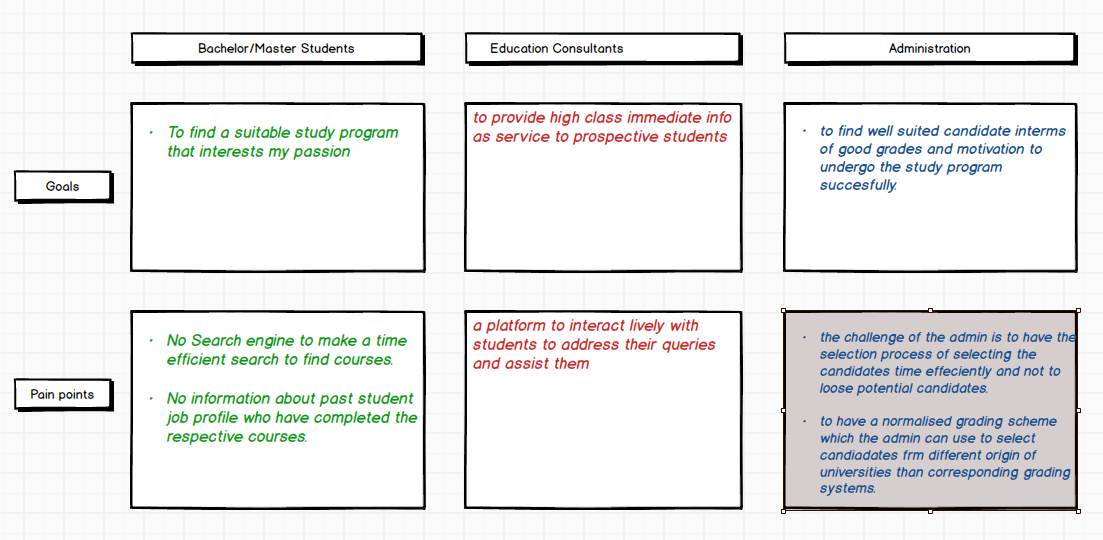 Bachelor/Master Students
Education Consultants
Administration
Goals
· To find a suitable study program
that interests my passion
to provide high class immediate info
as service to prospective students
· to find well suited candidate interms
of good grades and motivation to
undergo the study program
succesfully.
Pain points
· No Search engine to make a time
efficient search to find courses.
· No information about past student
job profile who have completed the
respective courses.
a platform to interact lively with
students to address their queries
and assist them
· the challenge of the admin is to have the
selection process of selecting the
candidates time effeciently and not to
loose potential candidates.
· to have a normalised grading scheme
which the admin can use to select
candiadates frm different origin of
universities than corresponding grading
systems.